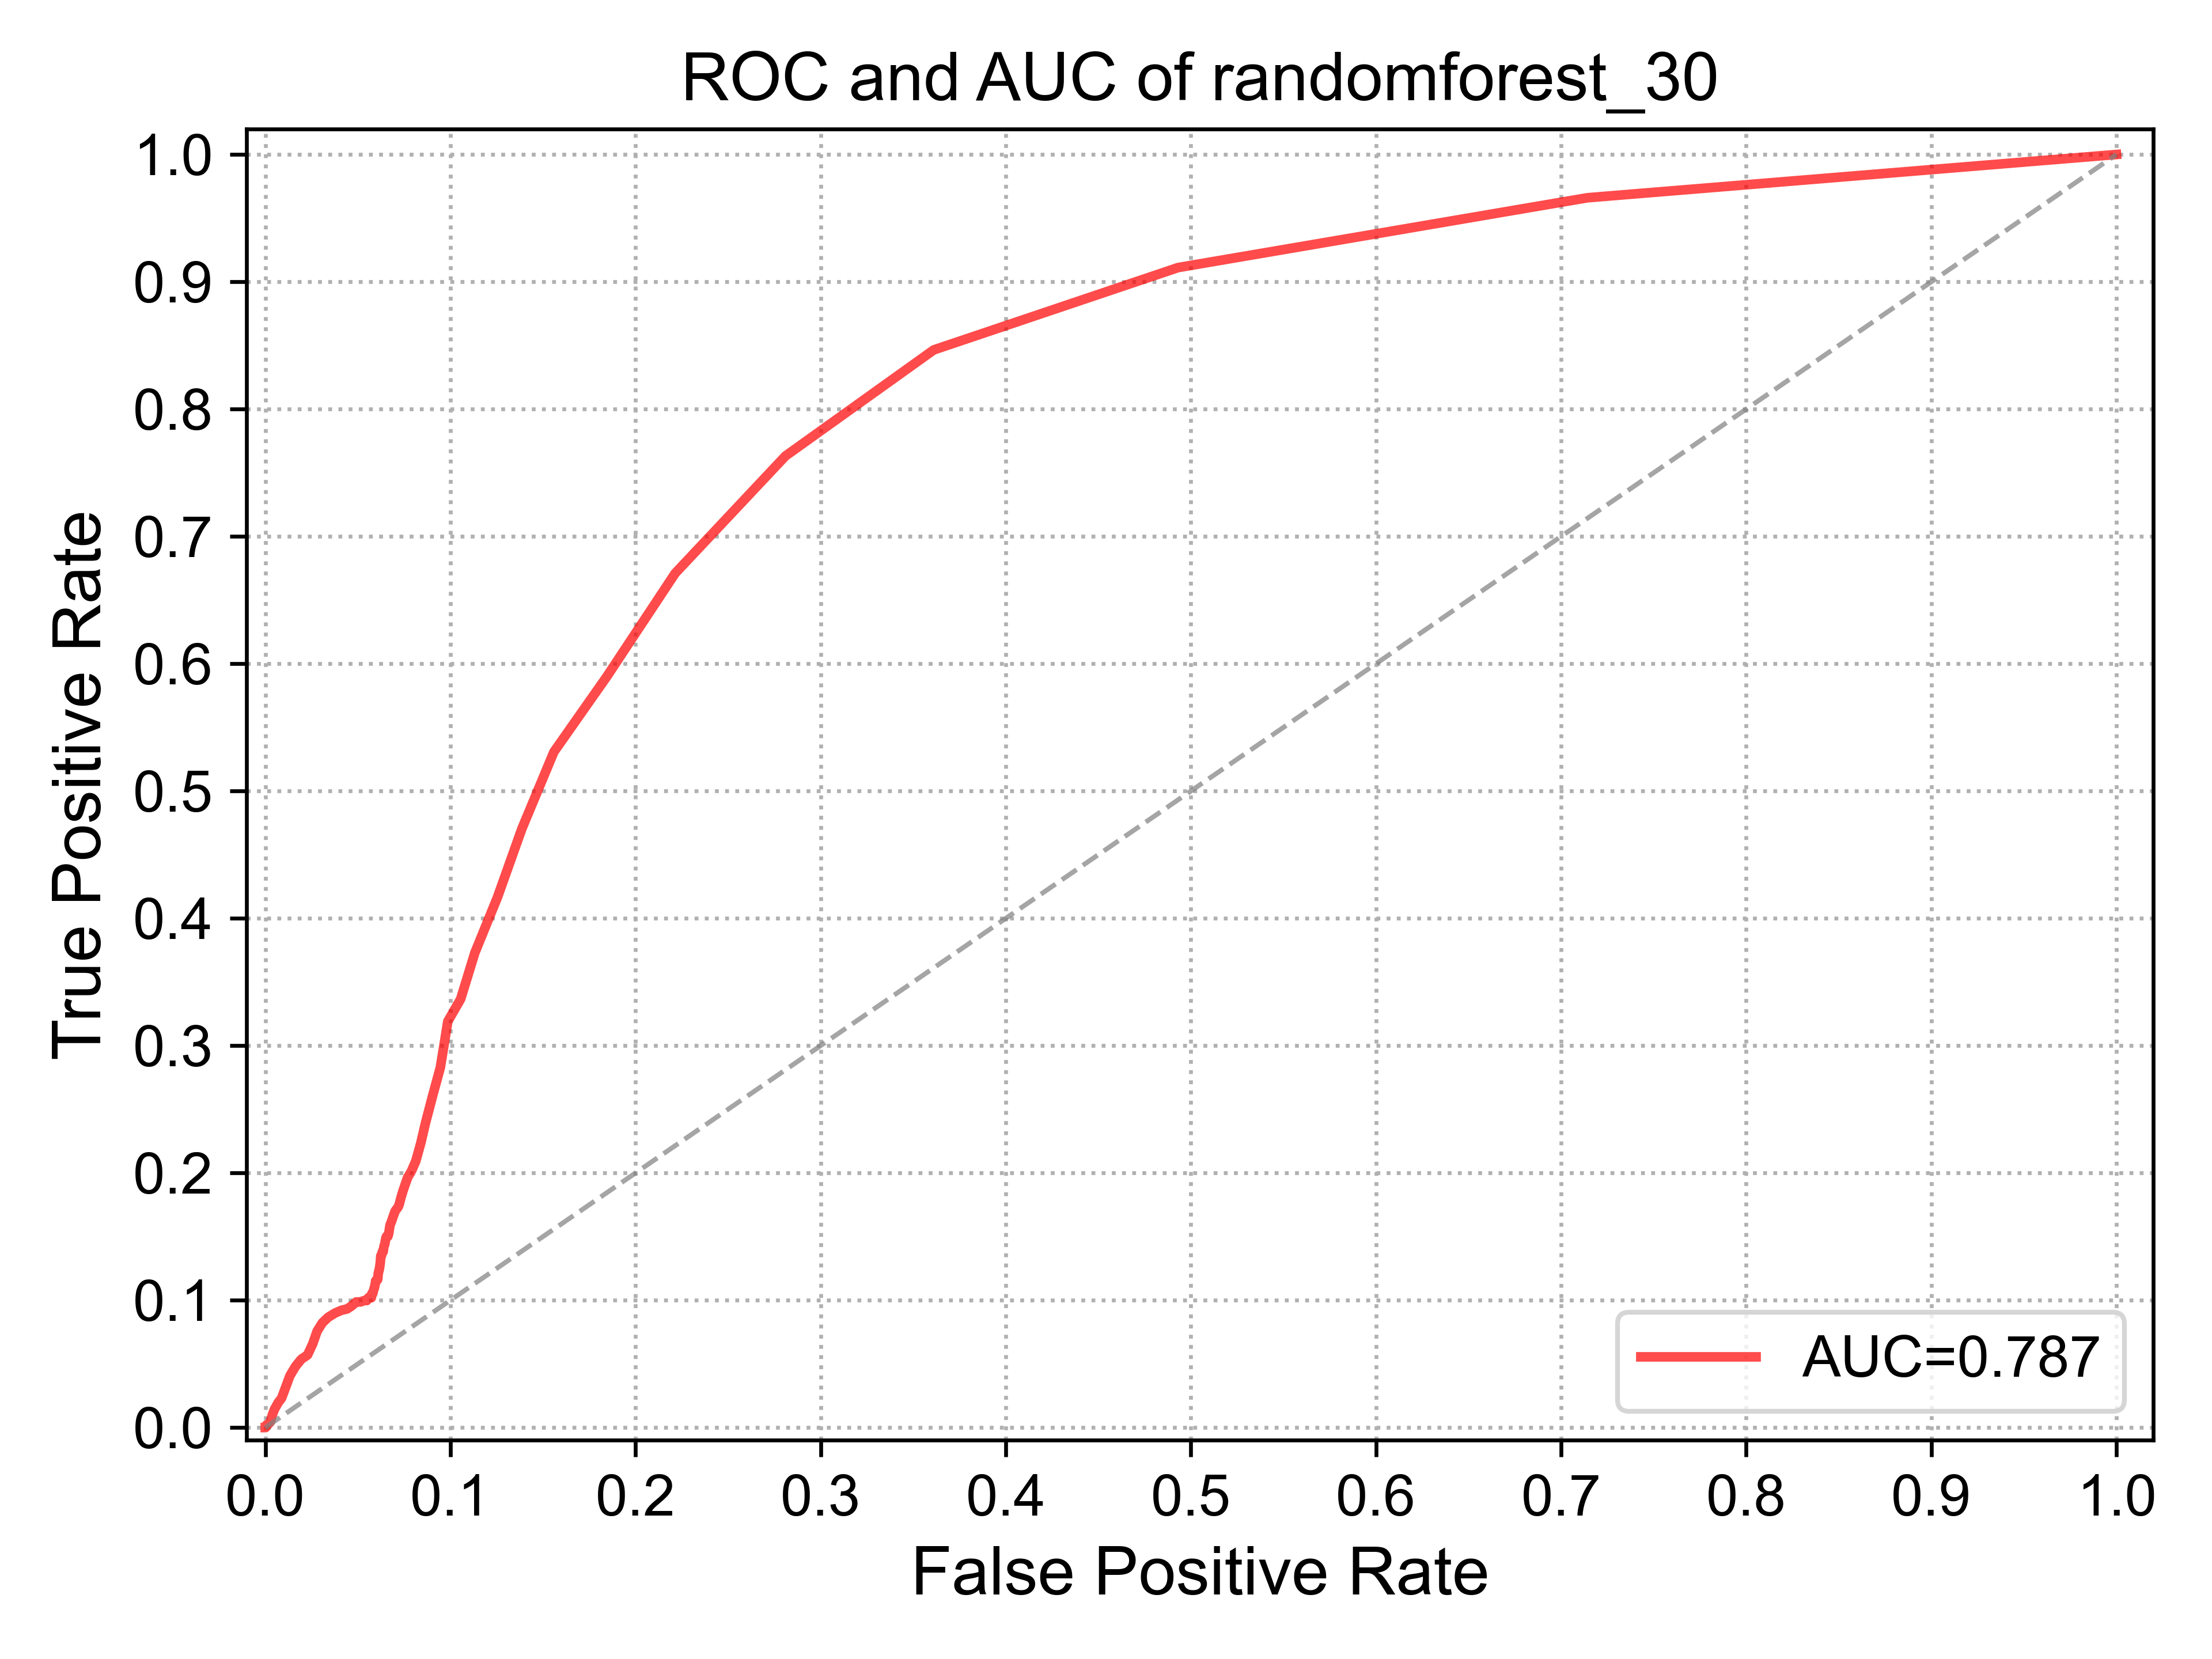 ROC and AUC of randomforest_30
True Positive Rate
1.0
0.9
0.8
0.7
0.6
0.5
0.4
0.3
0.2
0.1
0.0
AUC=0.787
0.0 0.1 0.2 0.3 0.4 0.5 0.6 0.7 0.8 0.9 1.0
False Positive Rate